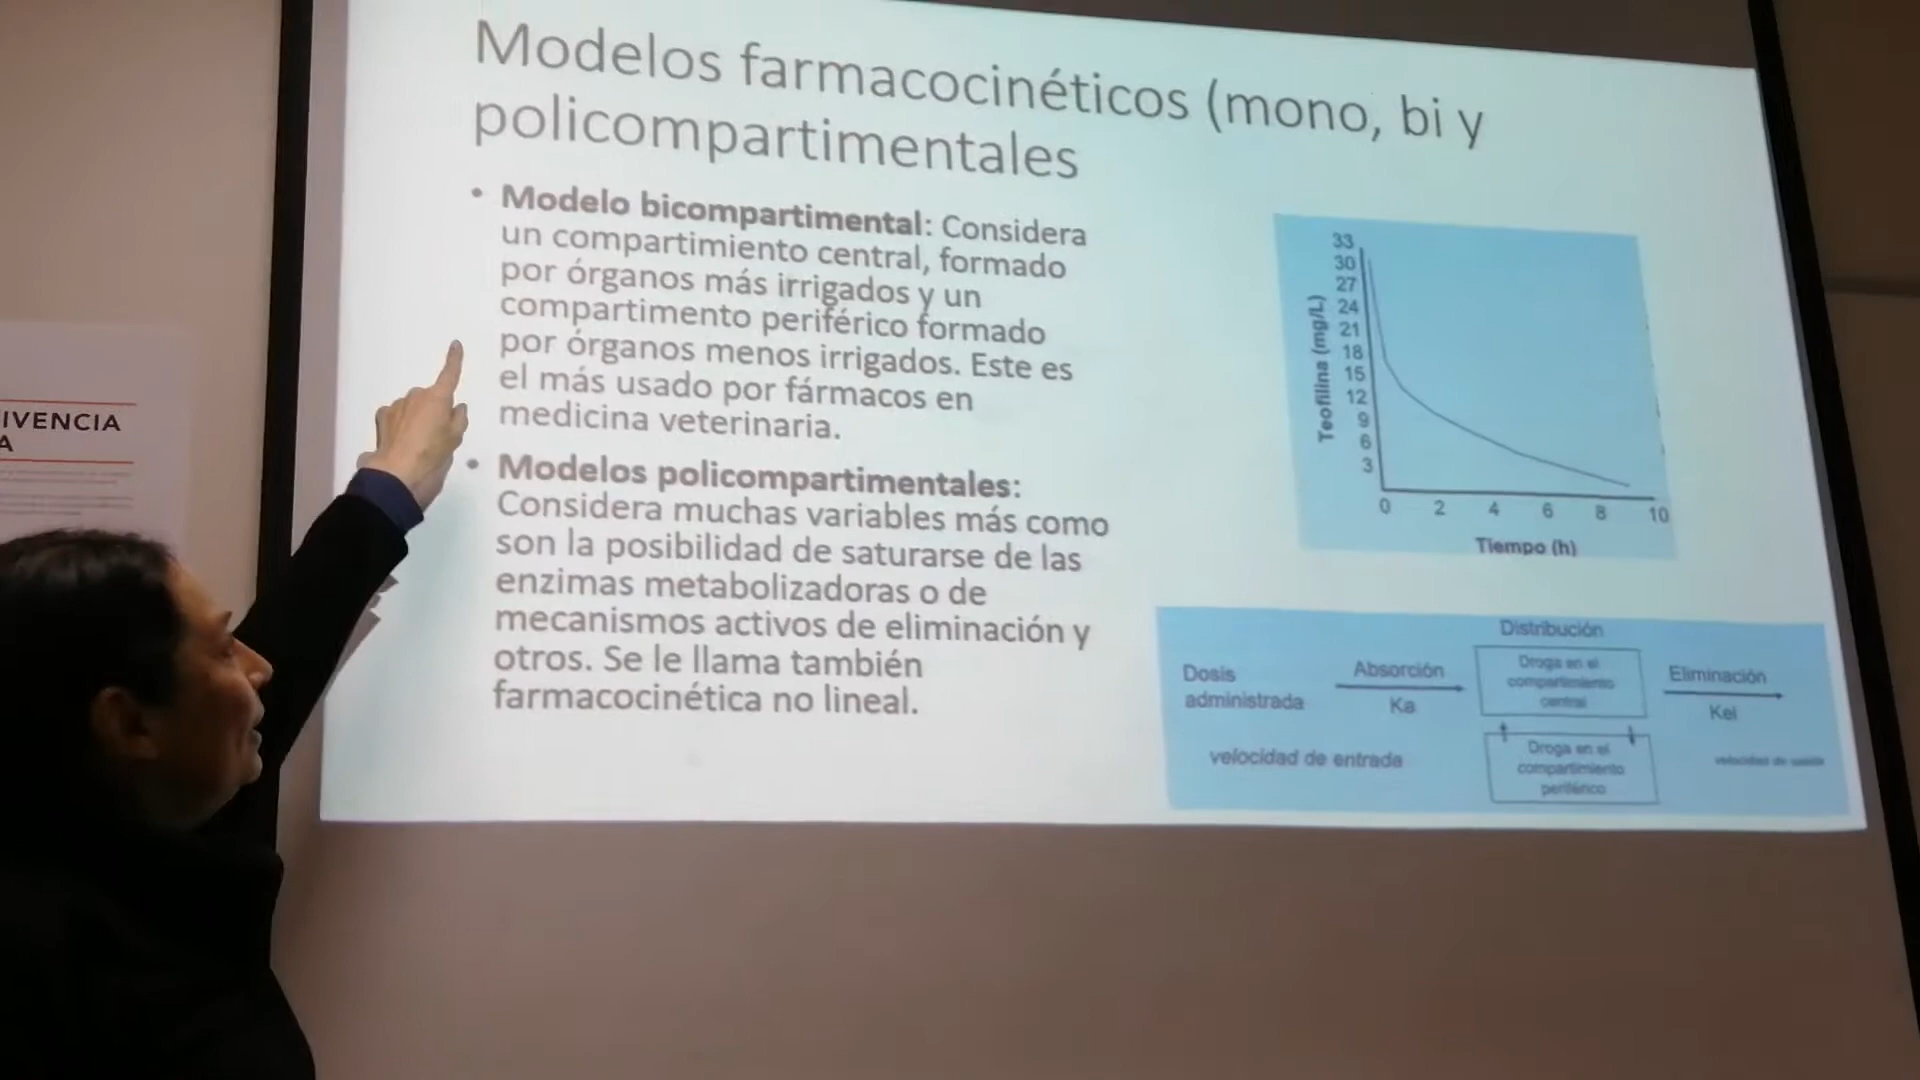 Modelos farmacocinéticos (mono, bi y
policompartimentales
• Modelo bicompartimental: Considera
un compartimiento central, formado
por órganos más irrigados y un
compartimento periférico formado
por órganos menos irrigados. Este es
el más usado por fármacos en
medicina veterinaria.
• Modelos policompartimentales:
Considera muchas variables más como
son la posibilidad de saturarse de las
enzimas metabolizadoras o de
mecanismos activos de eliminación y
otros. Se le llama también
farmacocinética no lineal.
Teofilina (mg/L)
33
30
27
24
21
18
15
12
9
6
3
0 2 4 6 8 10
Tiempo (h)
Distribución
Dosis
administrada
Absorción
Ka
Droga en el
compartimiento
central
Eliminación
Kel
velocidad de entrada
Droga en el
compartimiento
periférico
velocidad de salida
IVENCIA
A